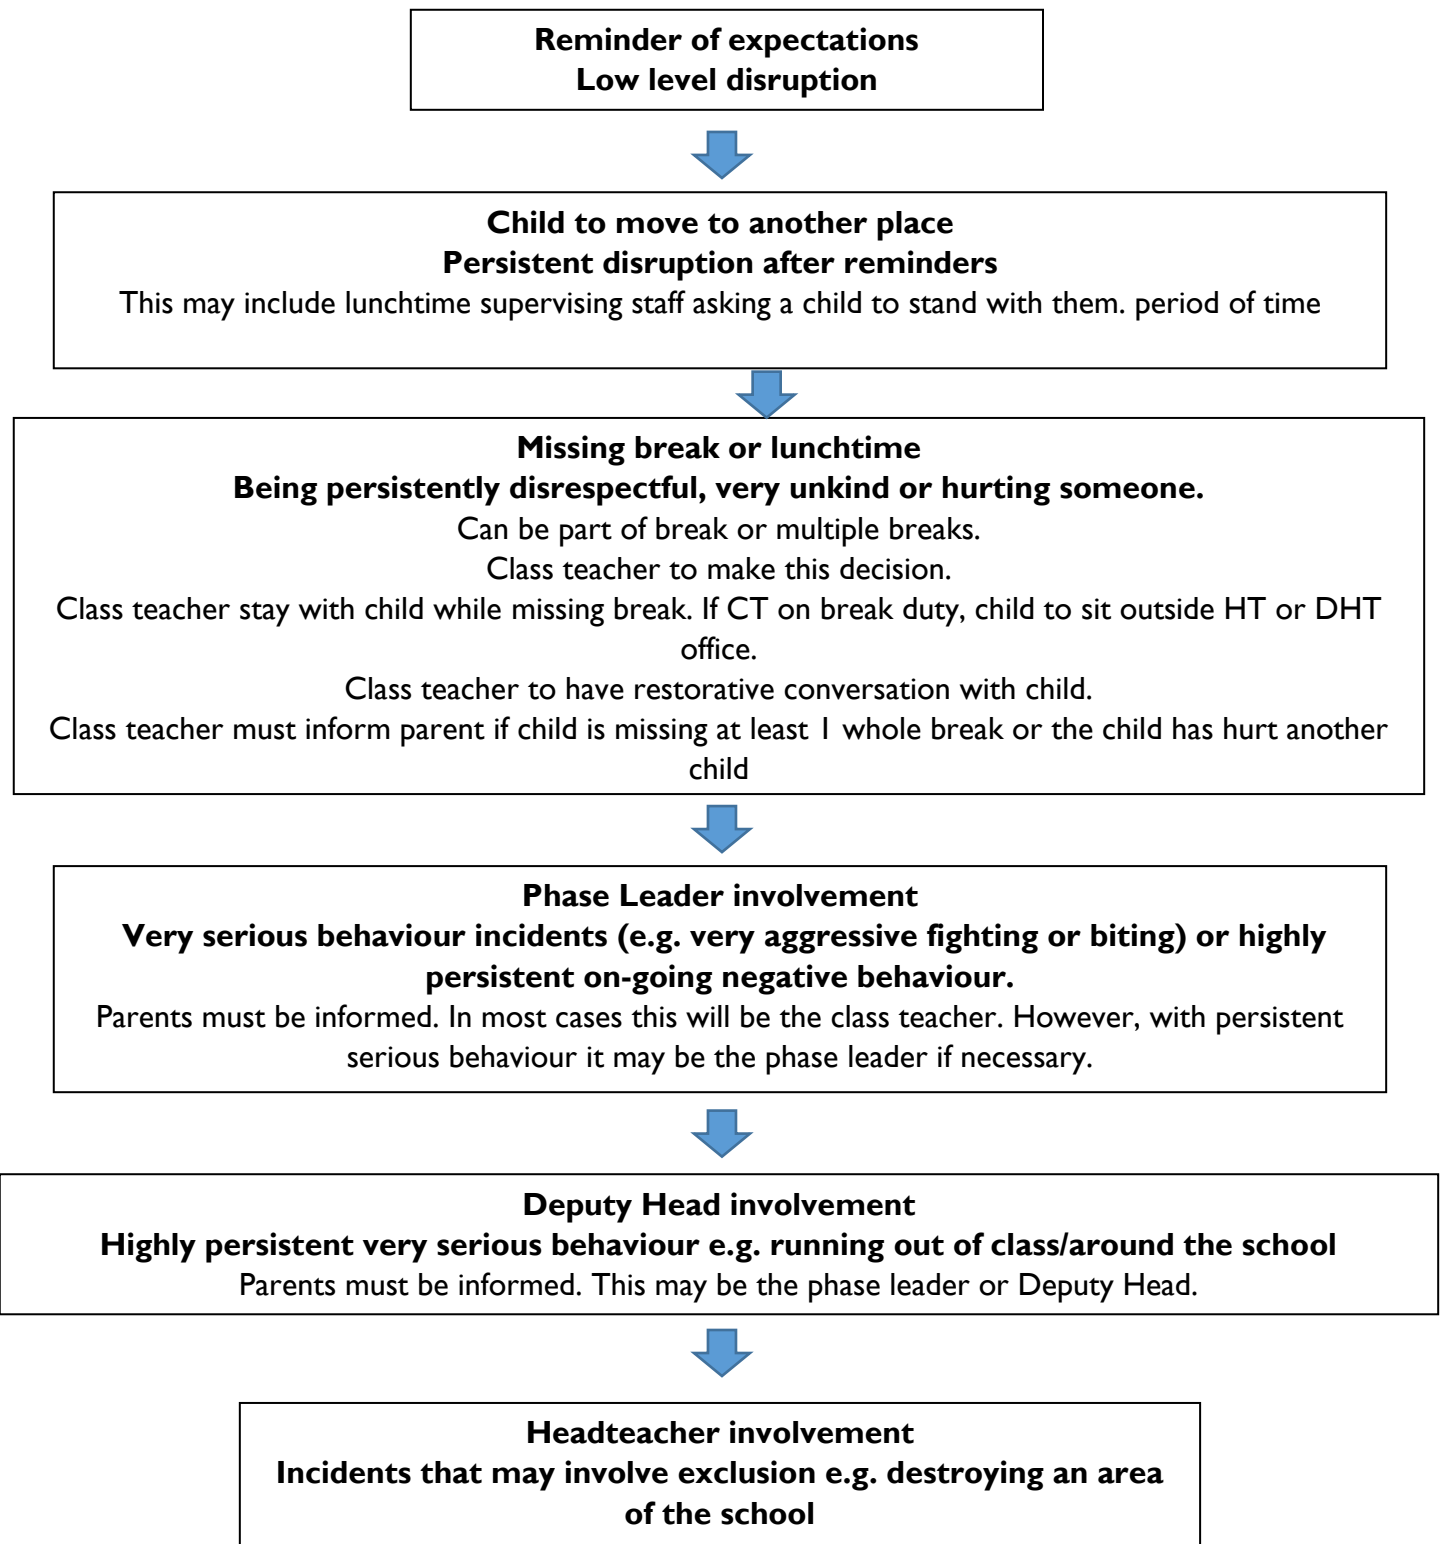 Reminder of expectations
Low level disruption
Child to move to another place
Persistent disruption after reminders
This may include lunchtime supervising staff asking a child to stand with them. period of time
Missing break or lunchtime
Being persistently disrespectful, very unkind or hurting someone.
Can be part of break or multiple breaks.
Class teacher to make this decision.
Class teacher stay with child while missing break. If CT on break duty, child to sit outside HT or DHT
office.
Class teacher to have restorative conversation with child.
Class teacher must inform parent if child is missing at least 1 whole break or the child has hurt another
child
Phase Leader involvement
Very serious behaviour incidents (e.g. very aggressive fighting or biting) or highly
persistent on-going negative behaviour.
Parents must be informed. In most cases this will be the class teacher. However, with persistent
serious behaviour it may be the phase leader if necessary.
Deputy Head involvement
Highly persistent very serious behaviour e.g. running out of class/around the school
Parents must be informed. This may be the phase leader or Deputy Head.
Headteacher involvement
Incidents that may involve exclusion e.g. destroying an area
of the school